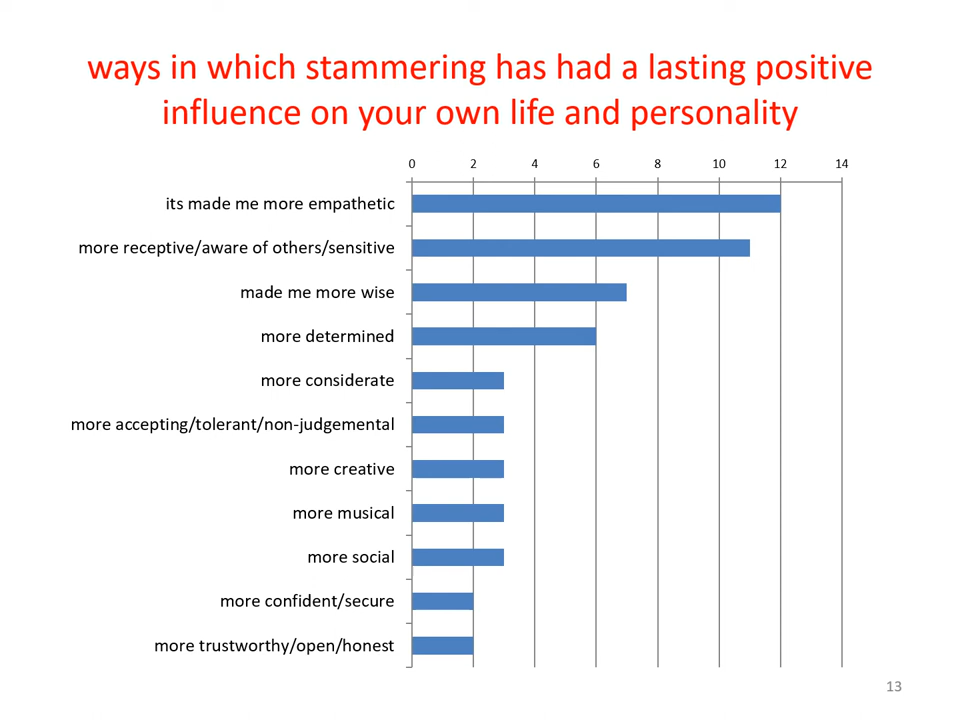 ways in which stammering has had a lasting positive
influence on your own life and personality
0 2 4 6 8 10 12 14
its made me more empathetic
more receptive/aware of others/sensitive
made me more wise
more determined
more considerate
more accepting/tolerant/non-judgemental
more creative
more musical
more social
more confident/secure
more trustworthy/open/honest
13